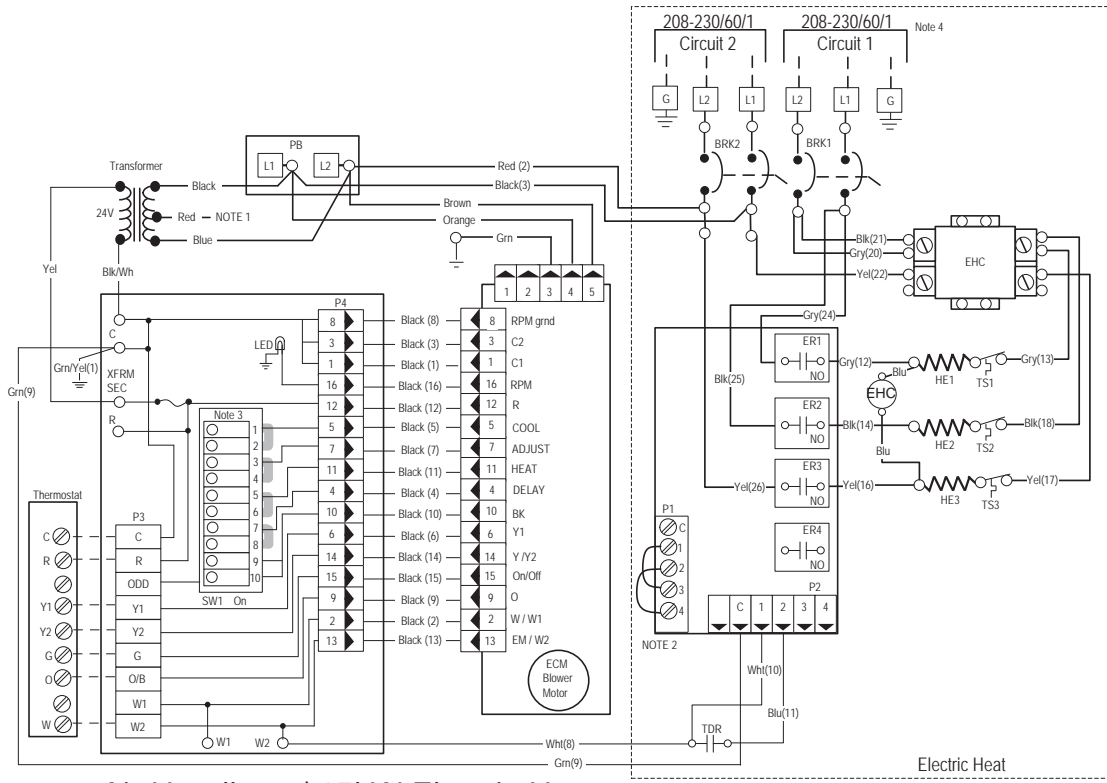 208-230/60/1
208-230/60/1
Note 4
Circuit 2
Circuit 1
G
L2
L1
L2
L1
G
BRK2
BRK1
PB
L1
L2
Transformer
24V
Black
Red
NOTE 1
Blue
Red (2)
Black(3)
Brown
Orange
Grn
Yel
Blk/Wh
Blk(21)
Gry(20)
Yel(22)
EHC
Gry(24)
Blk(25)
1
2
3
4
5
P4
C
Grn/Yel(1)
XFRM
SEC
R
Grn(9)
LED
8
Black (8)
8
RPM grnd
3
Black (3)
3
C2
1
Black (1)
1
C1
16
Black (16)
16
RPM
12
Black (12)
12
R
5
Black (5)
5
COOL
7
Black (7)
7
ADJUST
11
Black (11)
11
HEAT
4
Black (4)
4
DELAY
10
Black (10)
10
BK
6
Black (6)
6
Y1
14
Black (14)
14
Y /Y2
15
Black (15)
15
On/Off
9
Black (9)
9
O
2
Black (2)
2
W / W1
13
Black (13)
13
EM / W2
Note 3
1
2
3
4
5
6
7
8
9
10
SW1
On
Thermostat
C
R
Y1
Y2
G
O
W
P3
C
R
ODD
Y1
Y2
G
O/B
W1
W2
W1
W2
ECM
Blower
Motor
ER1
NO
Gry(12)
HE1
TS1
Gry(13)
Blu
EHC
Blu
ER2
NO
Blk(14)
HE2
TS2
Blk(18)
ER3
Yel(26)
NO
Yel(16)
HE3
TS3
Yel(17)
ER4
NO
P1
C
1
2
3
4
NOTE 2
P2
C
1
2
3
4
Wht(10)
Blu(11)
TDR
Wht(8)
Grn(9)
Electric Heat